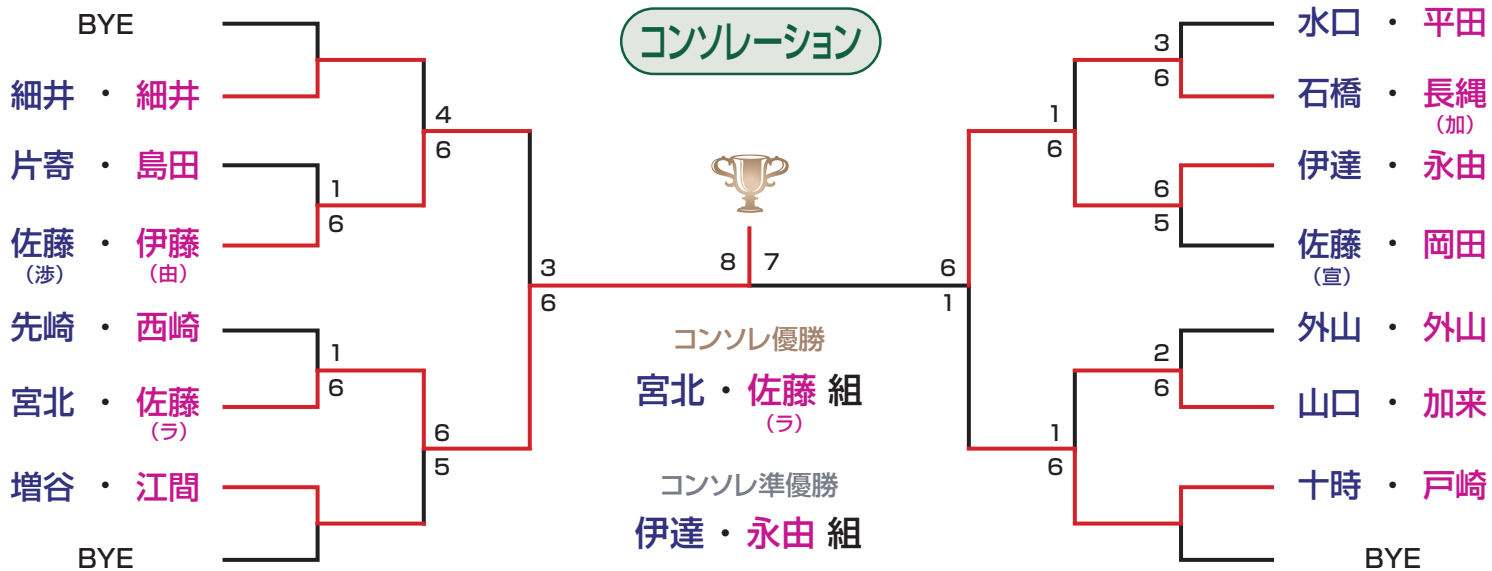 コンソレーション
BYE
細井 ・ 細井
片寄 ・ 島田
佐藤 ・ 伊藤
(渉) (由)
先崎 ・ 西崎
宮北 ・ 佐藤
(ラ)
増谷 ・ 江間
BYE
4
6
1
6
1
6
6
5
3
6
8 7
コンソレ優勝
宮北 ・ 佐藤 組
(ラ)
コンソレ準優勝
伊達 ・ 永由 組
6
1
1
6
1
6
3
6
6
5
2
6
水口 ・ 平田
石橋 ・ 長縄
(加)
伊達 ・ 永由
佐藤 ・ 岡田
(宣)
外山 ・ 外山
山口 ・ 加来
十時 ・ 戸崎
BYE